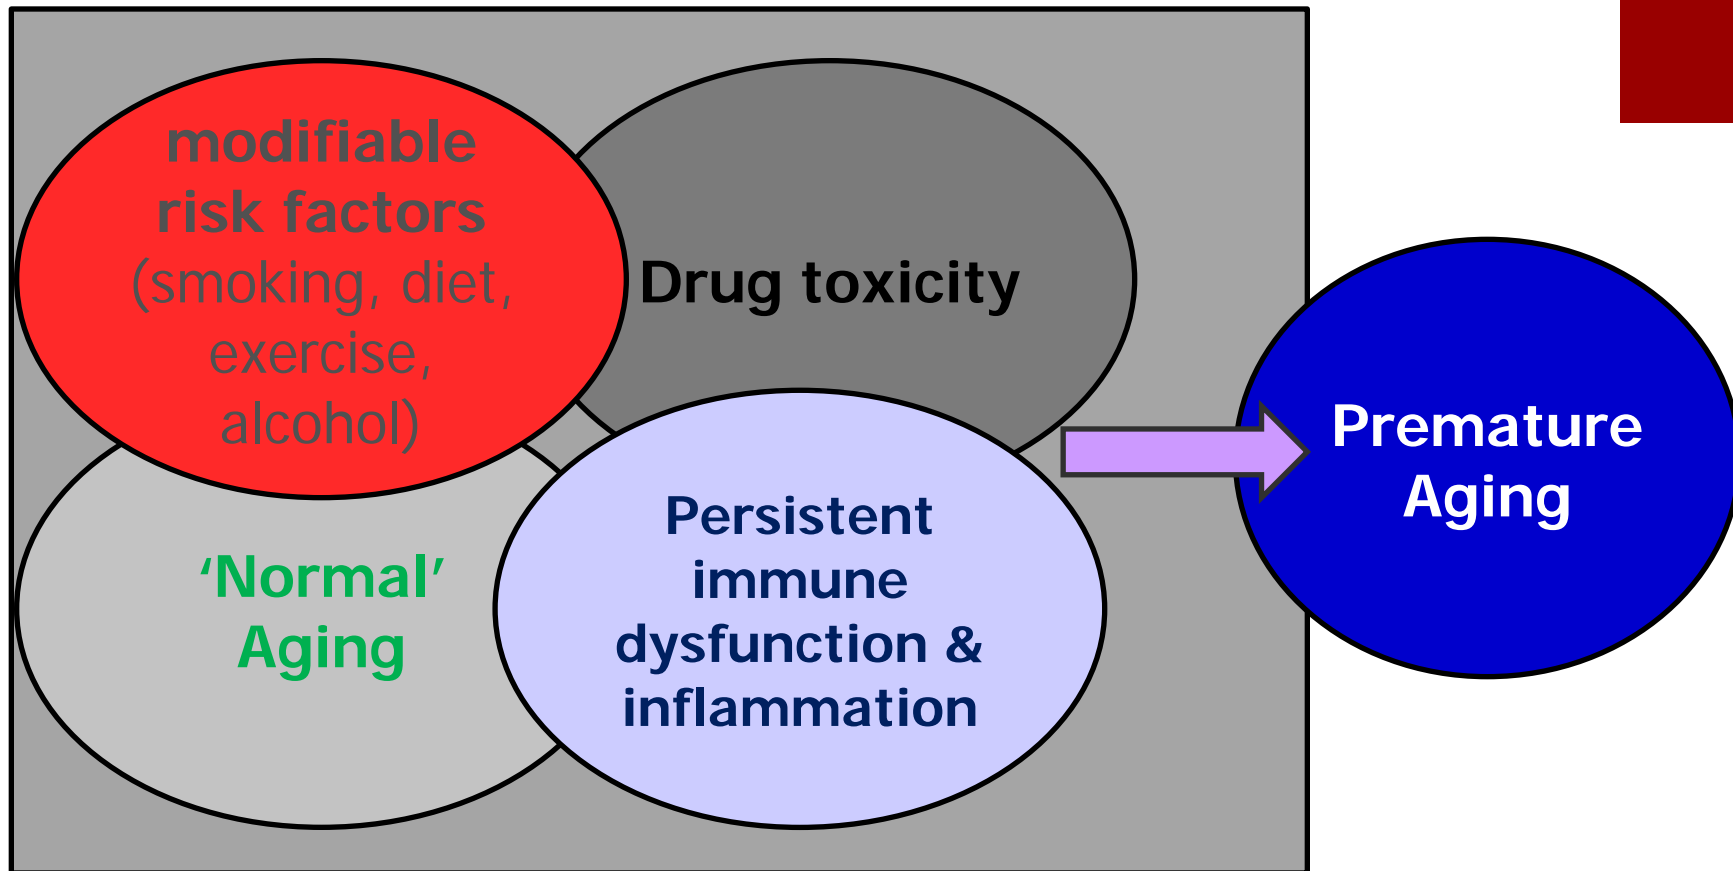 modifiable
risk factors
(smoking, diet,
exercise,
alcohol)
Drug toxicity
‘Normal’
Aging
Persistent
immune
dysfunction &
inflammation
Premature
Aging